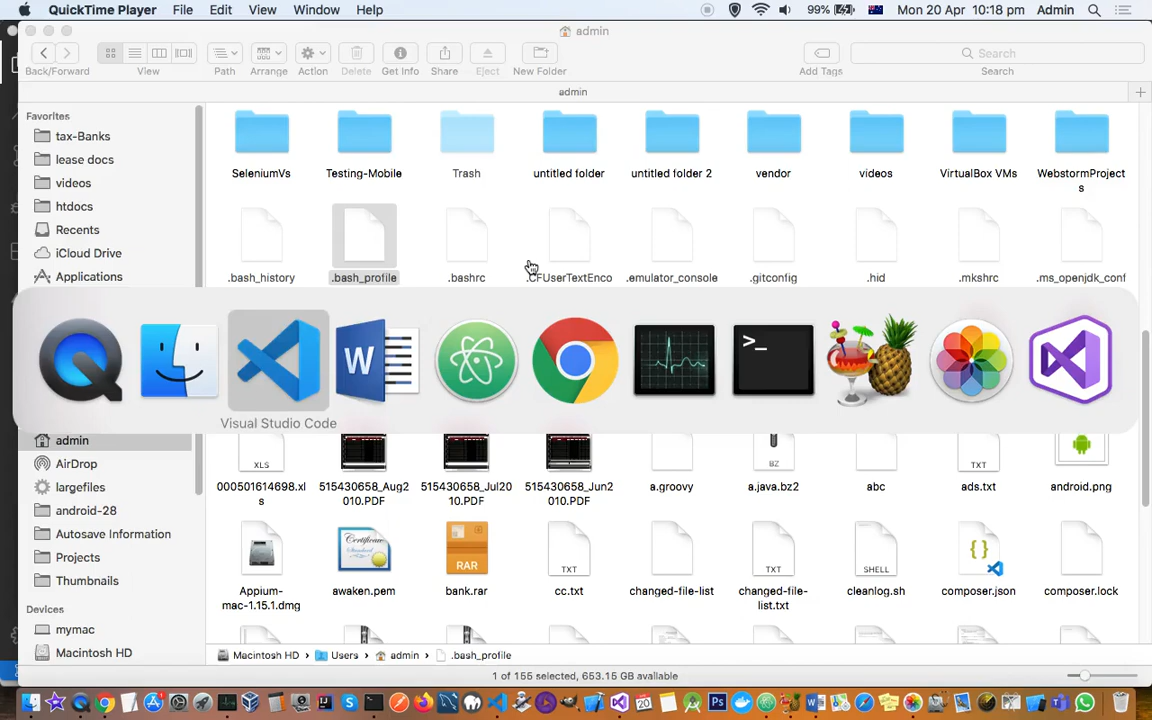 QuickTime Player File Edit View Window Help 99% Mon 20 Apr 10:18 pm Admin
admin
Back/Forward View Path Arrange Action Delete Get Info Share Eject New Folder Add Tags Search
Search
admin
Favorites
tax-Banks
lease docs
videos
htdocs
Recents
iCloud Drive
Applications
admin
AirDrop
largefiles
android-28
Autosave Information
Projects
Thumbnails
Devices
mymac
Macintosh HD
SeleniumVs Testing-Mobile Trash untitled folder untitled folder 2 vendor videos VirtualBox VMs WebstormProject
s
.bash_history .bash_profile .bashrc .CFUserTextEnco .emulator_console .gitconfig .hid .mkshrc .ms_openjdk_conf
W >_
Visual Studio Code
XLS BZ TXT
000501614698.xl
s
515430658_Aug2
010.PDF
515430658_Jul20
10.PDF
515430658_Jun2
010.PDF
a.groovy a.java.bz2 abc ads.txt android.png
Certificate RAR TXT TXT SHELL {}
Appium-
mac-1.15.1.dmg
awaken.pem bank.rar cc.txt changed-file-list
changed-file-
list.txt
cleanlog.sh composer.json composer.lock
Macintosh HD Users admin .bash_profile
1 of 155 selected, 653.15 GB available